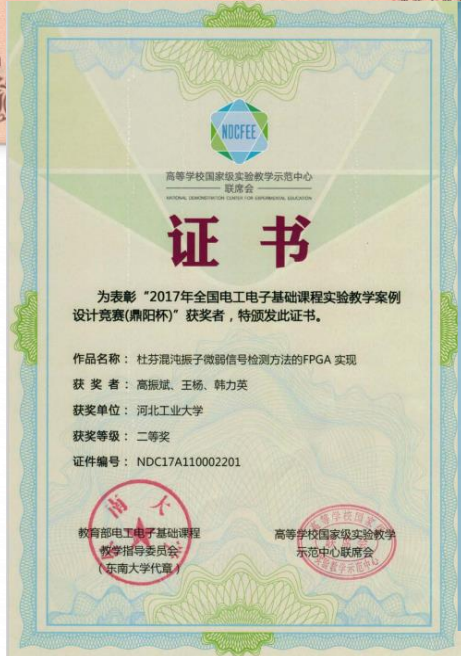 NDCFEE
高等学校国家级实验教学示范中心
联席会
NATIONAL DEMONSTRATION CENTER FOR EXPERIMENTAL EDUCATION
证书
为表彰“2017年全国电工电子基础课程实验教学案例
设计竞赛(鼎阳杯)”获奖者，特颁发此证书。
作品名称： 杜芬混沌振子微弱信号检测方法的FPGA 实现
获 奖 者： 高振斌、王杨、韩力英
获奖单位： 河北工业大学
获奖等级： 二等奖
证件编号： NDC17A110002201
教育部电工电子基础课程
教学指导委员会
（东南大学代章）
高等学校国家级实验教学
示范中心联席会